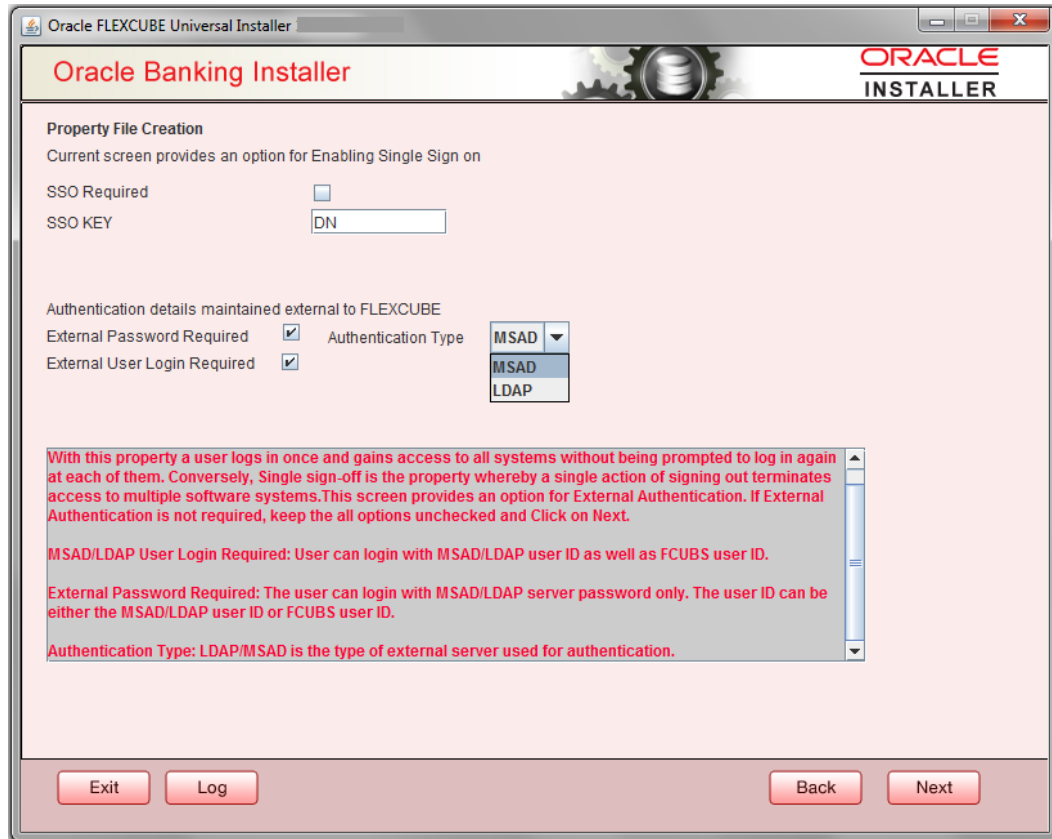 Oracle FLEXCUBE Universal Installer
Oracle Banking Installer
ORACLE
INSTALLER
Property File Creation
Current screen provides an option for Enabling Single Sign on
SSO Required
SSO KEY DN
Authentication details maintained external to FLEXCUBE
External Password Required Authentication Type MSAD
External User Login Required MSAD
LDAP
With this property a user logs in once and gains access to all systems without being prompted to log in again
at each of them. Conversely, Single sign-off is the property whereby a single action of signing out terminates
access to multiple software systems.This screen provides an option for External Authentication. If External
Authentication is not required, keep the all options unchecked and Click on Next.
MSAD/LDAP User Login Required: User can login with MSAD/LDAP user ID as well as FCUBS user ID.
External Password Required: The user can login with MSAD/LDAP server password only. The user ID can be
either the MSAD/LDAP user ID or FCUBS user ID.
Authentication Type: LDAP/MSAD is the type of external server used for authentication.
Exit Log Back Next